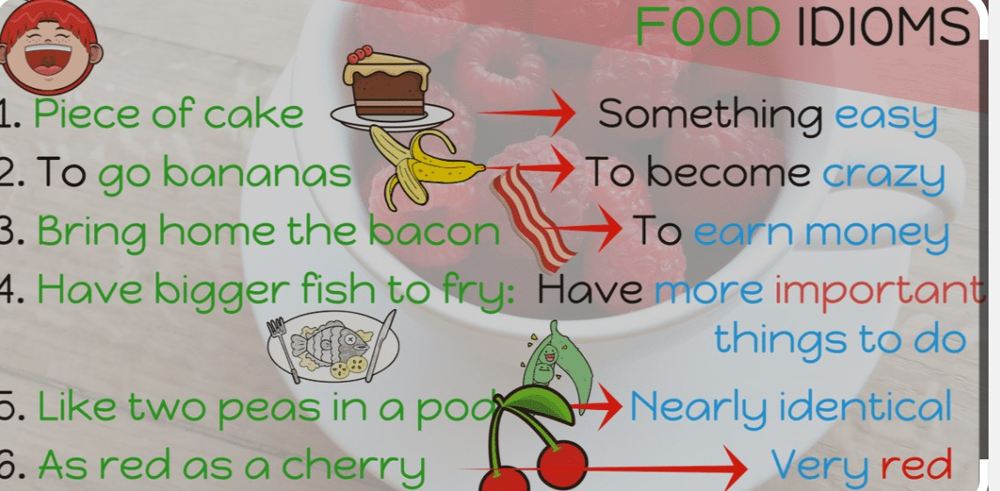 FOOD IDIOMS
1. Piece of cake Something easy
2. To go bananas To become crazy
3. Bring home the bacon To earn money
4. Have bigger fish to fry: Have more important
things to do
5. Like two peas in a pod Nearly identical
6. As red as a cherry Very red